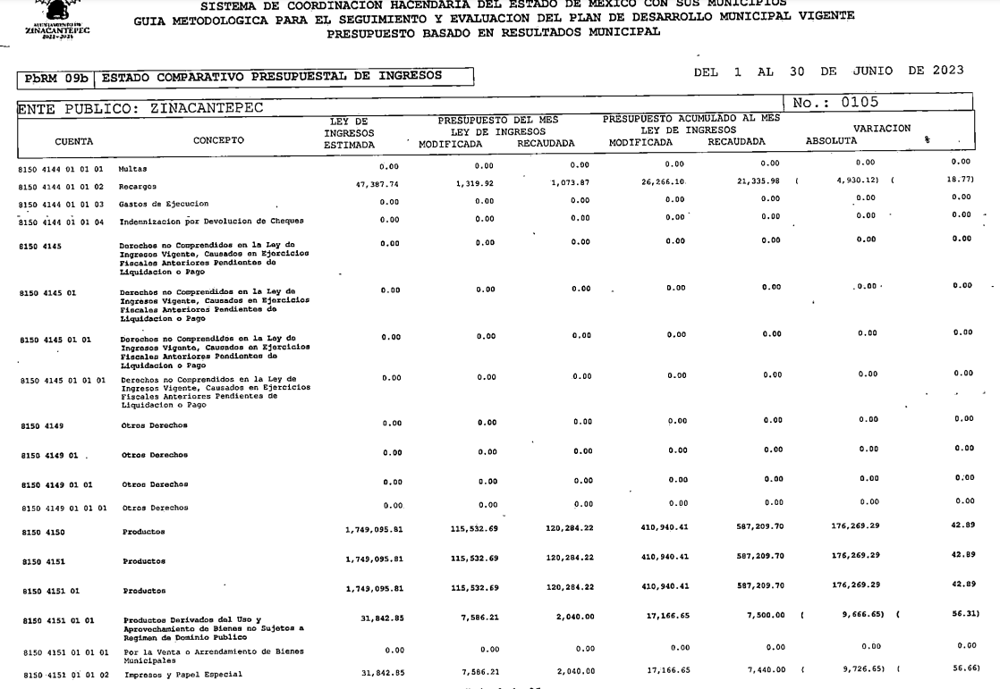 SISTEMA DE COORDINACION HACENDARIA DEL ESTADO DE MEXICO CON SUS MUNICIPIOS
GUIA METODOLOGICA PARA EL SEGUIMIENTO Y EVALUACION DEL PLAN DE DESARROLLO MUNICIPAL VIGENTE
PRESUPUESTO BASADO EN RESULTADOS MUNICIPAL
ZINACANTEPEC
PbRM 09b ESTADO COMPARATIVO PRESUPUESTAL DE INGRESOS
DEL 1 AL 30 DE JUNIO DE 2023
ENTE PUBLICO: ZINACANTEPEC No.: 0105
LEY DE PRESUPUESTO DEL MES PRESUPUESTO ACUMULADO AL MES
INGRESOS LEY DE INGRESOS LEY DE INGRESOS VARIACION
CUENTA CONCEPTO ESTIMADA MODIFICADA RECAUDADA MODIFICADA RECAUDADA ABSOLUTA %
8150 4144 01 01 01 Multas 0.00 0.00 0.00 0.00 0.00 0.00 0.00
8150 4144 01 01 02 Recargos 47,387.74 1,319.92 1,073.87 26,266.10 21,335.98 ( 4,930.12) ( 18.77)
8150 4144 01 01 03 Gastos de Ejecucion 0.00 0.00 0.00 0.00 0.00 0.00 0.00
8150 4144 01 01 04 Indemnizacion por Devolucion de Cheques 0.00 0.00 0.00 0.00 0.00 0.00 0.00
8150 4145 Derechos no Comprendidos en la Ley de 0.00 0.00 0.00 0.00 0.00 0.00 0.00
Ingresos Vigente, Causados en Ejercicios
Fiscales Anteriores Pendientes de
Liquidacion o Pago
8150 4145 01 Derechos no Comprendidos en la Ley de 0.00 0.00 0.00 0.00 0.00 0.00 0.00
Ingresos Vigente, Causados en Ejercicios
Fiscales Anteriores Pendientes de
Liquidacion o Pago
8150 4145 01 01 Derechos no Comprendidos en la Ley de 0.00 0.00 0.00 0.00 0.00 0.00 0.00
Ingresos Vigente, Causados en Ejercicios
Fiscales Anteriores Pendientes de
Liquidacion o Pago
8150 4145 01 01 01 Derechos no Comprendidos en la Ley de 0.00 0.00 0.00 0.00 0.00 0.00 0.00
Ingresos Vigente, Causados en Ejercicios
Fiscales Anteriores Pendientes de
Liquidacion o Pago
8150 4149 Otros Derechos 0.00 0.00 0.00 0.00 0.00 0.00 0.00
8150 4149 01 Otros Derechos 0.00 0.00 0.00 0.00 0.00 0.00 0.00
8150 4149 01 01 Otros Derechos 0.00 0.00 0.00 0.00 0.00 0.00 0.00
8150 4149 01 01 01 Otros Derechos 0.00 0.00 0.00 0.00 0.00 0.00 0.00
8150 4150 Productos 1,749,095.81 115,532.69 120,284.22 410,940.41 587,209.70 176,269.29 42.89
8150 4151 Productos 1,749,095.81 115,532.69 120,284.22 410,940.41 587,209.70 176,269.29 42.89
8150 4151 01 Productos 1,749,095.81 115,532.69 120,284.22 410,940.41 587,209.70 176,269.29 42.89
8150 4151 01 01 Productos Derivados del Uso y 31,842.85 7,586.21 2,040.00 17,166.65 7,500.00 ( 9,666.65) ( 56.31)
Aprovechamiento de Bienes no Sujetos a
Regimen de Dominio Publico
8150 4151 01 01 01 Por la Venta o Arrendamiento de Bienes 0.00 0.00 0.00 0.00 0.00 0.00 0.00
Municipales
8150 4151 01 01 02 Impresos y Papel Especial 31,842.85 7,586.21 2,040.00 17,166.65 7,440.00 ( 9,726.65) ( 56.66)